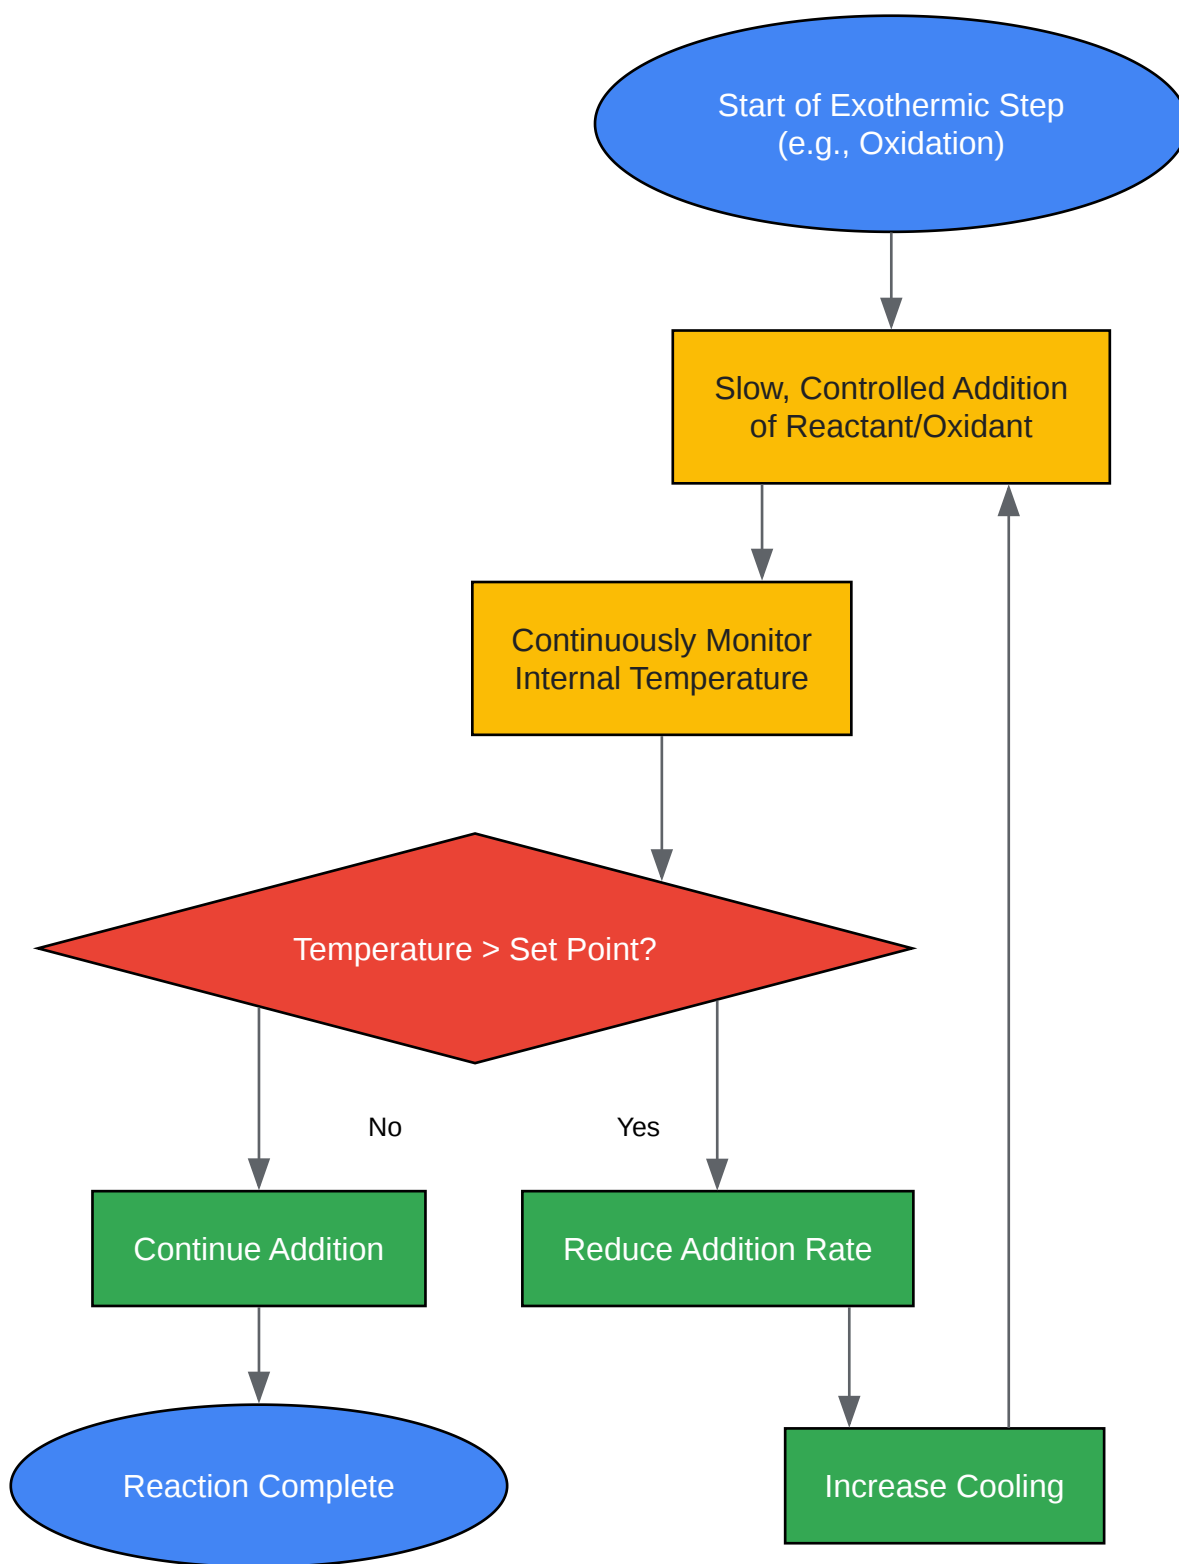 Start of Exothermic Step
(e.g., Oxidation)
Slow, Controlled Addition
of Reactant/Oxidant
Continuously Monitor
Internal Temperature
Temperature > Set Point?
No
Yes
Continue Addition
Reduce Addition Rate
Reaction Complete
Increase Cooling